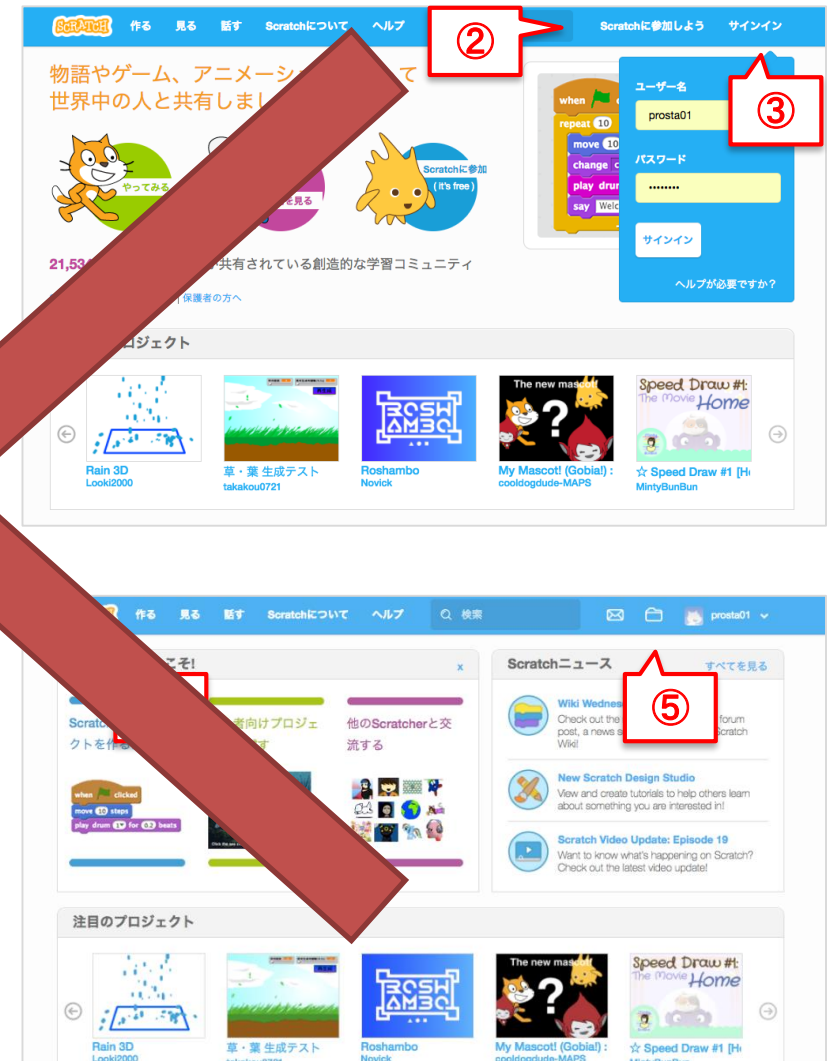 SCRATCH 作る 見る 話す Scratchについて ヘルプ ② Scratchに参加しよう サインイン
物語やゲーム、アニメーシ て
世界中の人と共有しまし
やってみる
を見る
Scratchに参加
( it's free )
when
repeat 10
move 10
change
play drum
say Welc
ユーザー名
prosta01
③
パスワード
••••••••
サインイン
ヘルプが必要ですか？
21,53 共有されている創造的な学習コミュニティ
保護者の方へ
ロジェクト
The new mascot
?
Speed Draw #1:
The Movie Home
ROSH
AMBO
Rain 3D
Looki2000
草・葉 生成テスト
takakou0721
Roshambo
Novick
My Mascot! (Gobia!) :
cooldogdude-MAPS
☆ Speed Draw #1 [H
MintyBunBun
作る 見る 話す Scratchについて ヘルプ 検索 prosta01
こそ!
x
Scratc
クトを作る
者向けプロジェ
す
他のScratcherと交
流する
when clicked
move 10 steps
play drum 1 for 0.2 beats
Scratchニュース すべてを見る
⑤
Wiki Wednes
Check out the forum
post, a news s Scratch
Wiki!
New Scratch Design Studio
View and create tutorials to help others learn
about something you are interested in!
Scratch Video Update: Episode 19
Want to know what's happening on Scratch?
Check out the latest video update!
注目のプロジェクト
ROSH
AMBO
The new mascot
?
Speed Draw #1:
The Movie Home
Rain 3D
Looki2000
草・葉 生成テスト
Roshambo
Novick
My Mascot! (Gobia!) :
cooldogdude-MAPS
☆ Speed Draw #1 [H